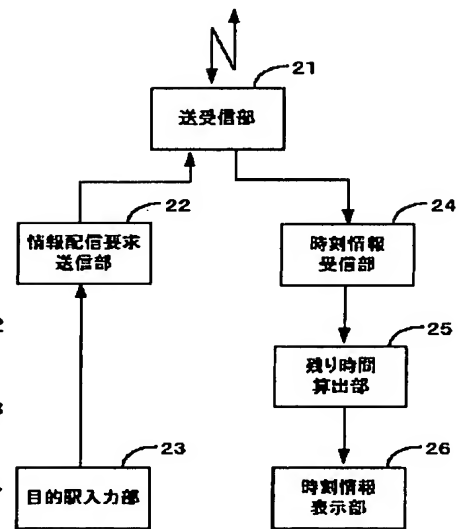 21
送受信部
22
情報配信要求
送信部
24
時刻情報
受信部
25
残り時間
算出部
23
目的駅入力部
26
時刻情報
表示部